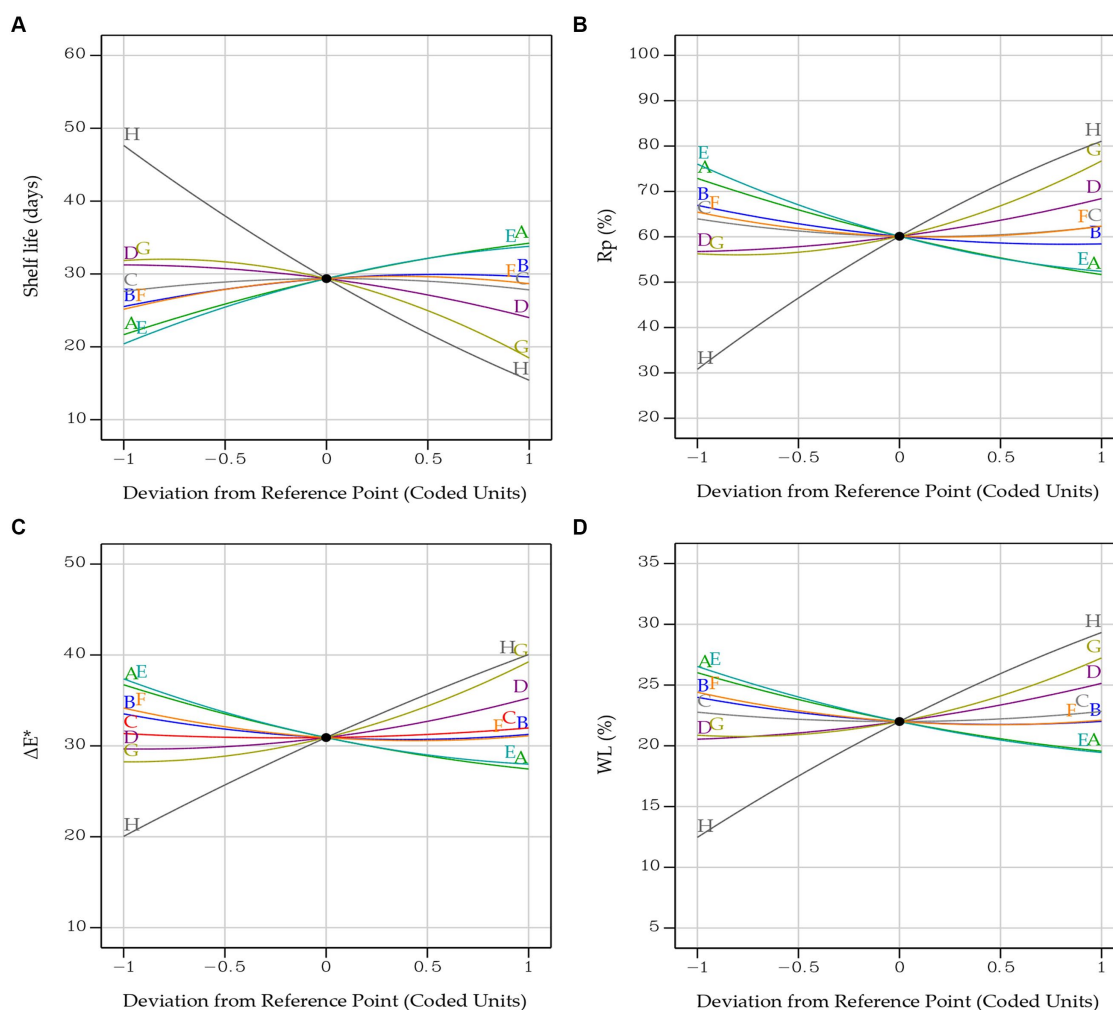 A
60
50
40
30
20
10
Shelf life (days)
H
D G
C
B F
A E
E A
B
F
C
D
G
H
−1 −0.5 0 0.5 1
Deviation from Reference Point (Coded Units)
B
100
90
80
70
60
50
40
30
20
Rp (%)
E
A
B
F
C
D G
H
H
G
D
F C
B
E A
−1 −0.5 0 0.5 1
Deviation from Reference Point (Coded Units)
C
50
40
30
20
10
ΔE*
A E
B F
C
D
G
H
H G
D
C
F B
E A
−1 −0.5 0 0.5 1
Deviation from Reference Point (Coded Units)
D
35
30
25
20
15
10
5
WL (%)
A E
B F
C
D G
H
H
G
D
C
F B
E A
−1 −0.5 0 0.5 1
Deviation from Reference Point (Coded Units)